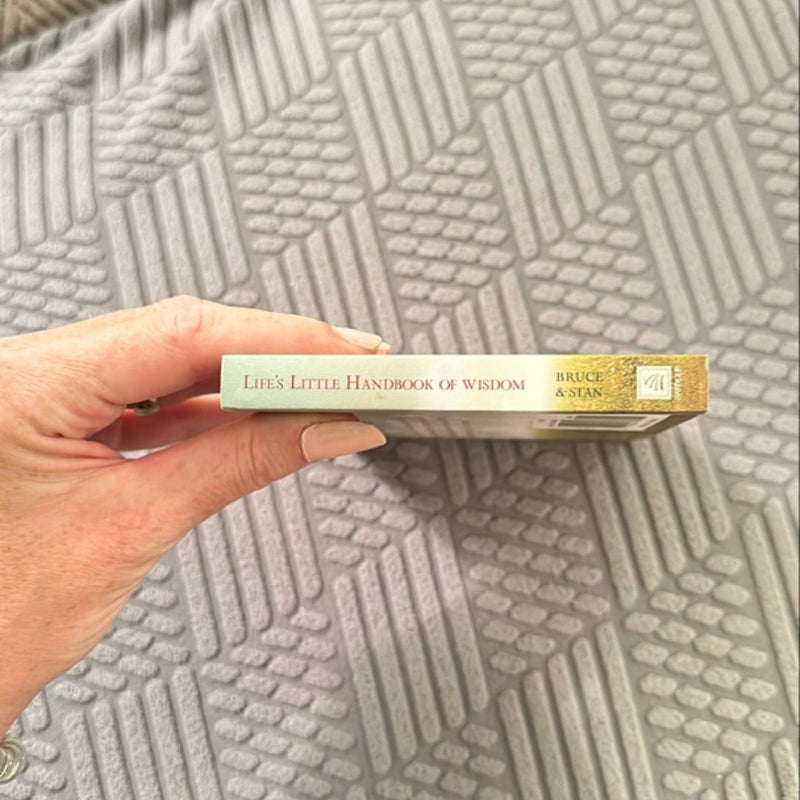 LIFE'S LITTLE HANDBOOK OF WISDOM
BRUCE
& STAN